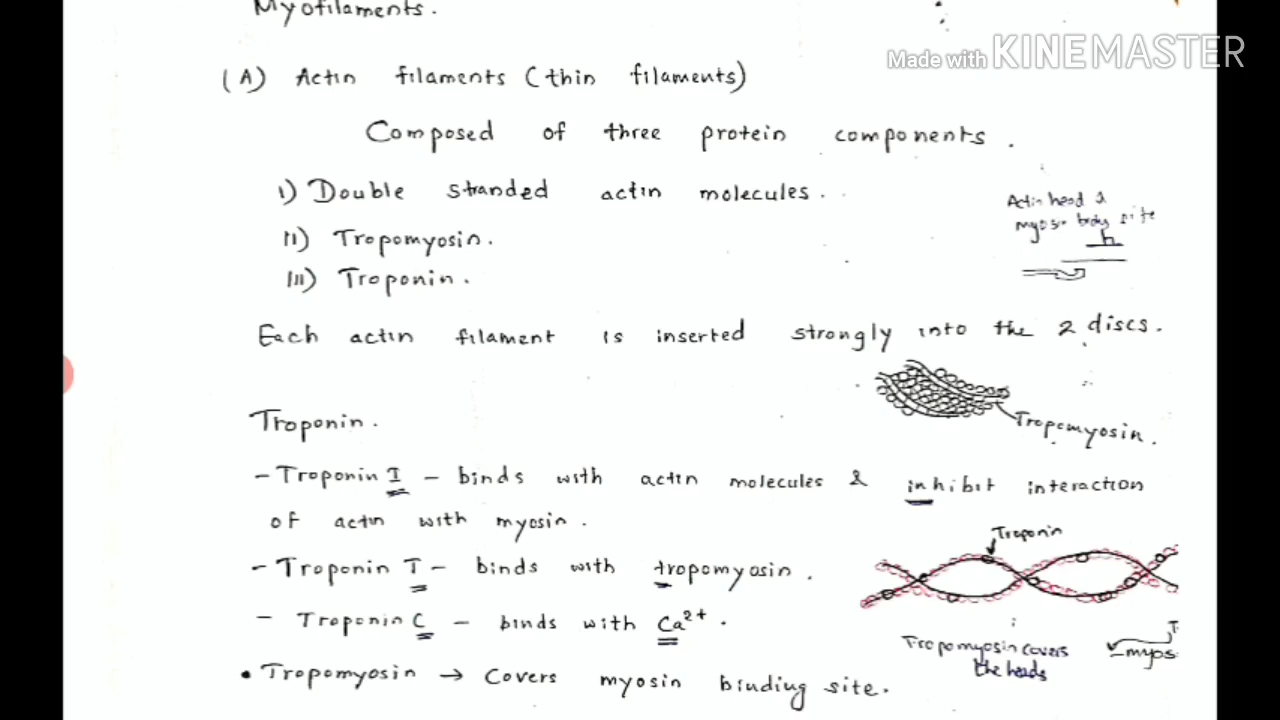 Myofilaments.
Made with KINEMASTER
(A) Actin filaments (thin filaments)
Composed of three protein components.
I) Double stranded actin molecules.
II) Tropomyosin.
III) Troponin.
Actin head &
myosin body site
Each actin filament is inserted strongly into the Z discs.
Tropomyosin.
Troponin.
- Troponin I - binds with actin molecules & inhibit interaction
of actin with myosin.
Troponin
- Troponin T - binds with tropomyosin.
- Troponin C - binds with Ca²⁺.
Tropomyosin covers
the heads
T
myos
• Tropomyosin → Covers myosin binding site.